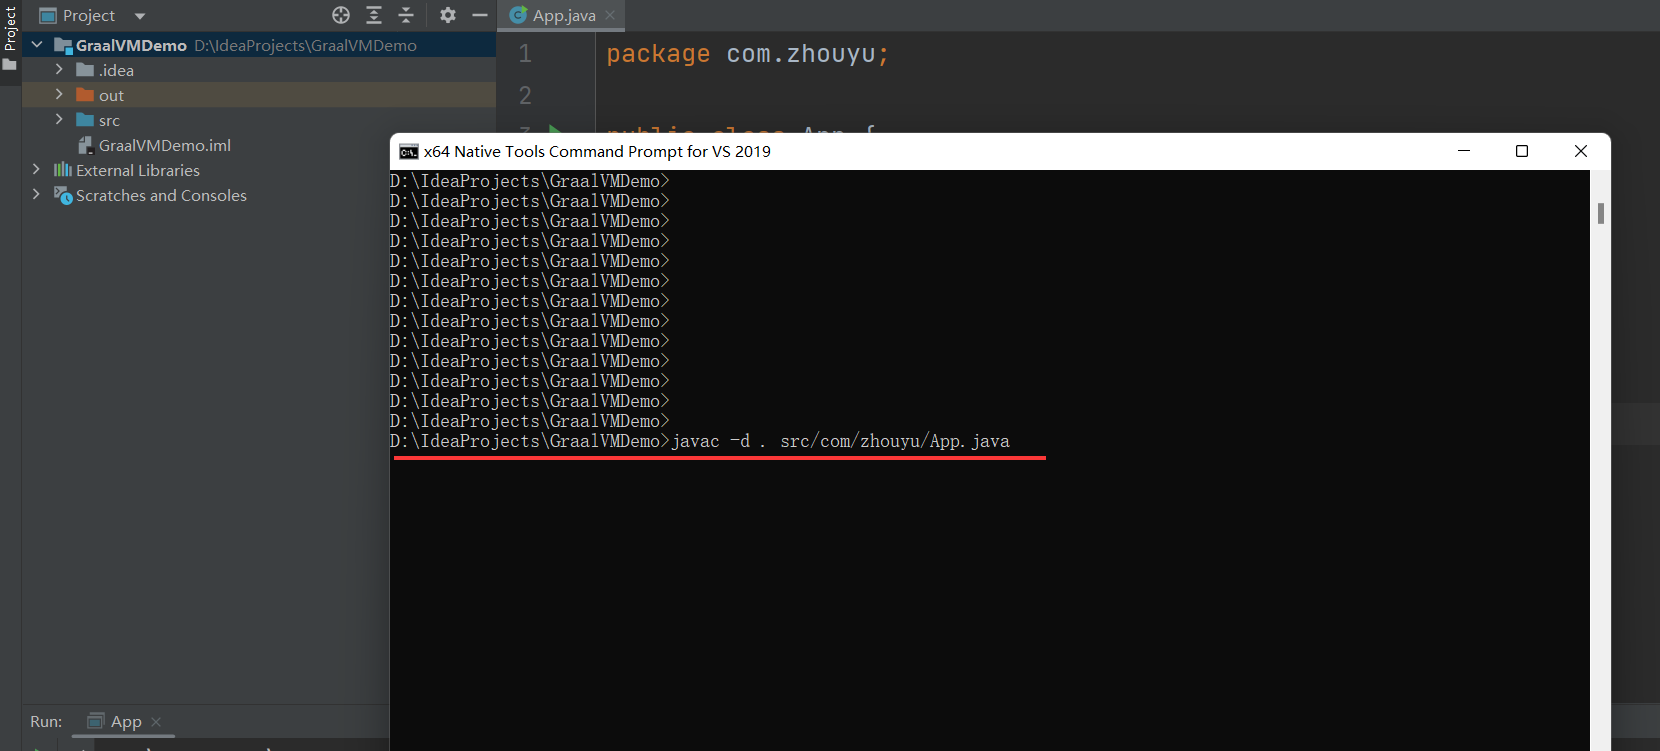 Project
Project
App.java
GraalVMDemo D:\IdeaProjects\GraalVMDemo
.idea
out
src
GraalVMDemo.iml
External Libraries
Scratches and Consoles
1 package com.zhouyu;
2
3 public class App {
x64 Native Tools Command Prompt for VS 2019
D:\IdeaProjects\GraalVMDemo>
D:\IdeaProjects\GraalVMDemo>
D:\IdeaProjects\GraalVMDemo>
D:\IdeaProjects\GraalVMDemo>
D:\IdeaProjects\GraalVMDemo>
D:\IdeaProjects\GraalVMDemo>
D:\IdeaProjects\GraalVMDemo>
D:\IdeaProjects\GraalVMDemo>
D:\IdeaProjects\GraalVMDemo>
D:\IdeaProjects\GraalVMDemo>
D:\IdeaProjects\GraalVMDemo>
D:\IdeaProjects\GraalVMDemo>
D:\IdeaProjects\GraalVMDemo>
D:\IdeaProjects\GraalVMDemo>javac -d . src/com/zhouyu/App.java
Run: App